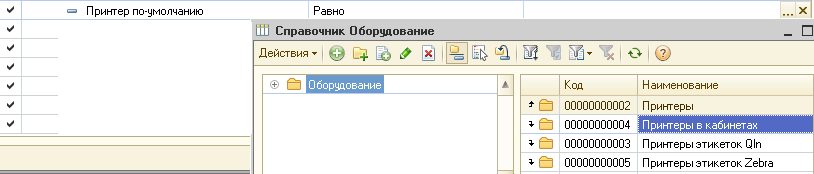 Принтер по-умолчанию Равно ... ×
Справочник Оборудование
Действия
Оборудование
Код Наименование
00000000002 Принтеры
00000000004 Принтеры в кабинетах
00000000003 Принтеры этикеток Qln
00000000005 Принтеры этикеток Zebra